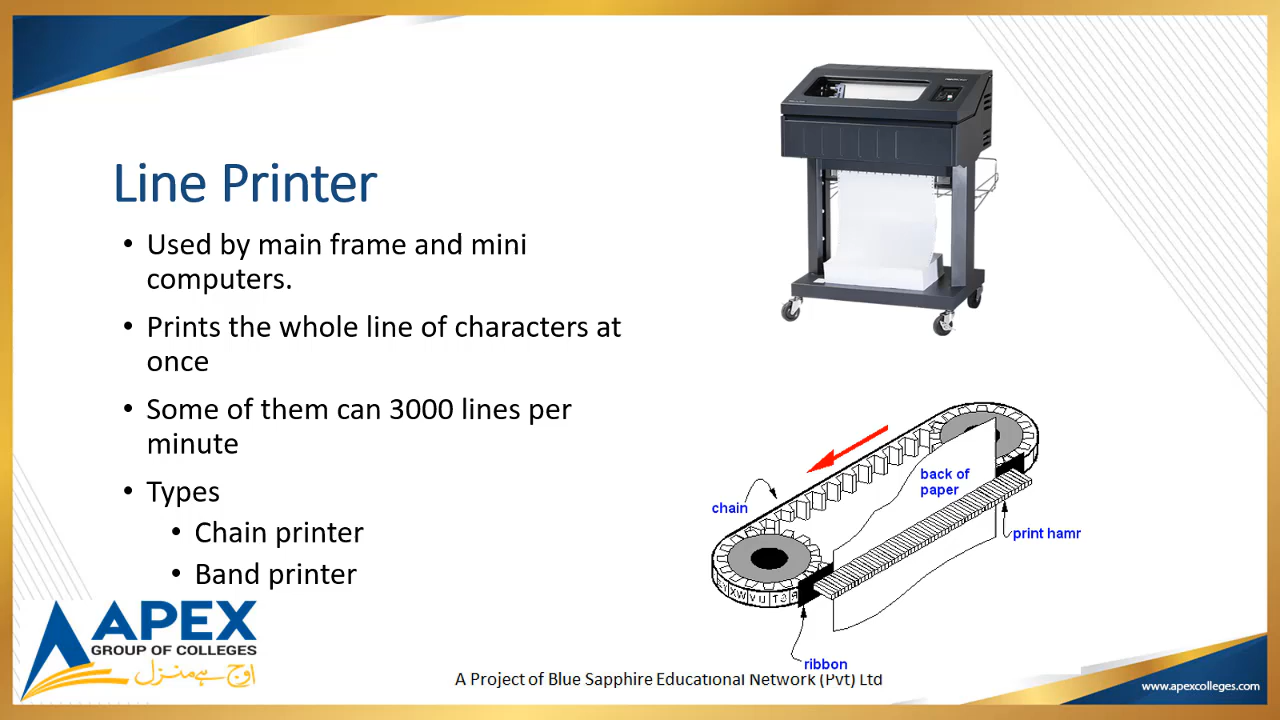 Line Printer
• Used by main frame and mini
computers.
• Prints the whole line of characters at
once
• Some of them can 3000 lines per
minute
• Types
• Chain printer
• Band printer
chain
back of
paper
print hamr
ribbon
APEX
GROUP OF COLLEGES
اوج ہے منزل
A Project of Blue Sapphire Educational Network (Pvt) Ltd
www.apexcolleges.com